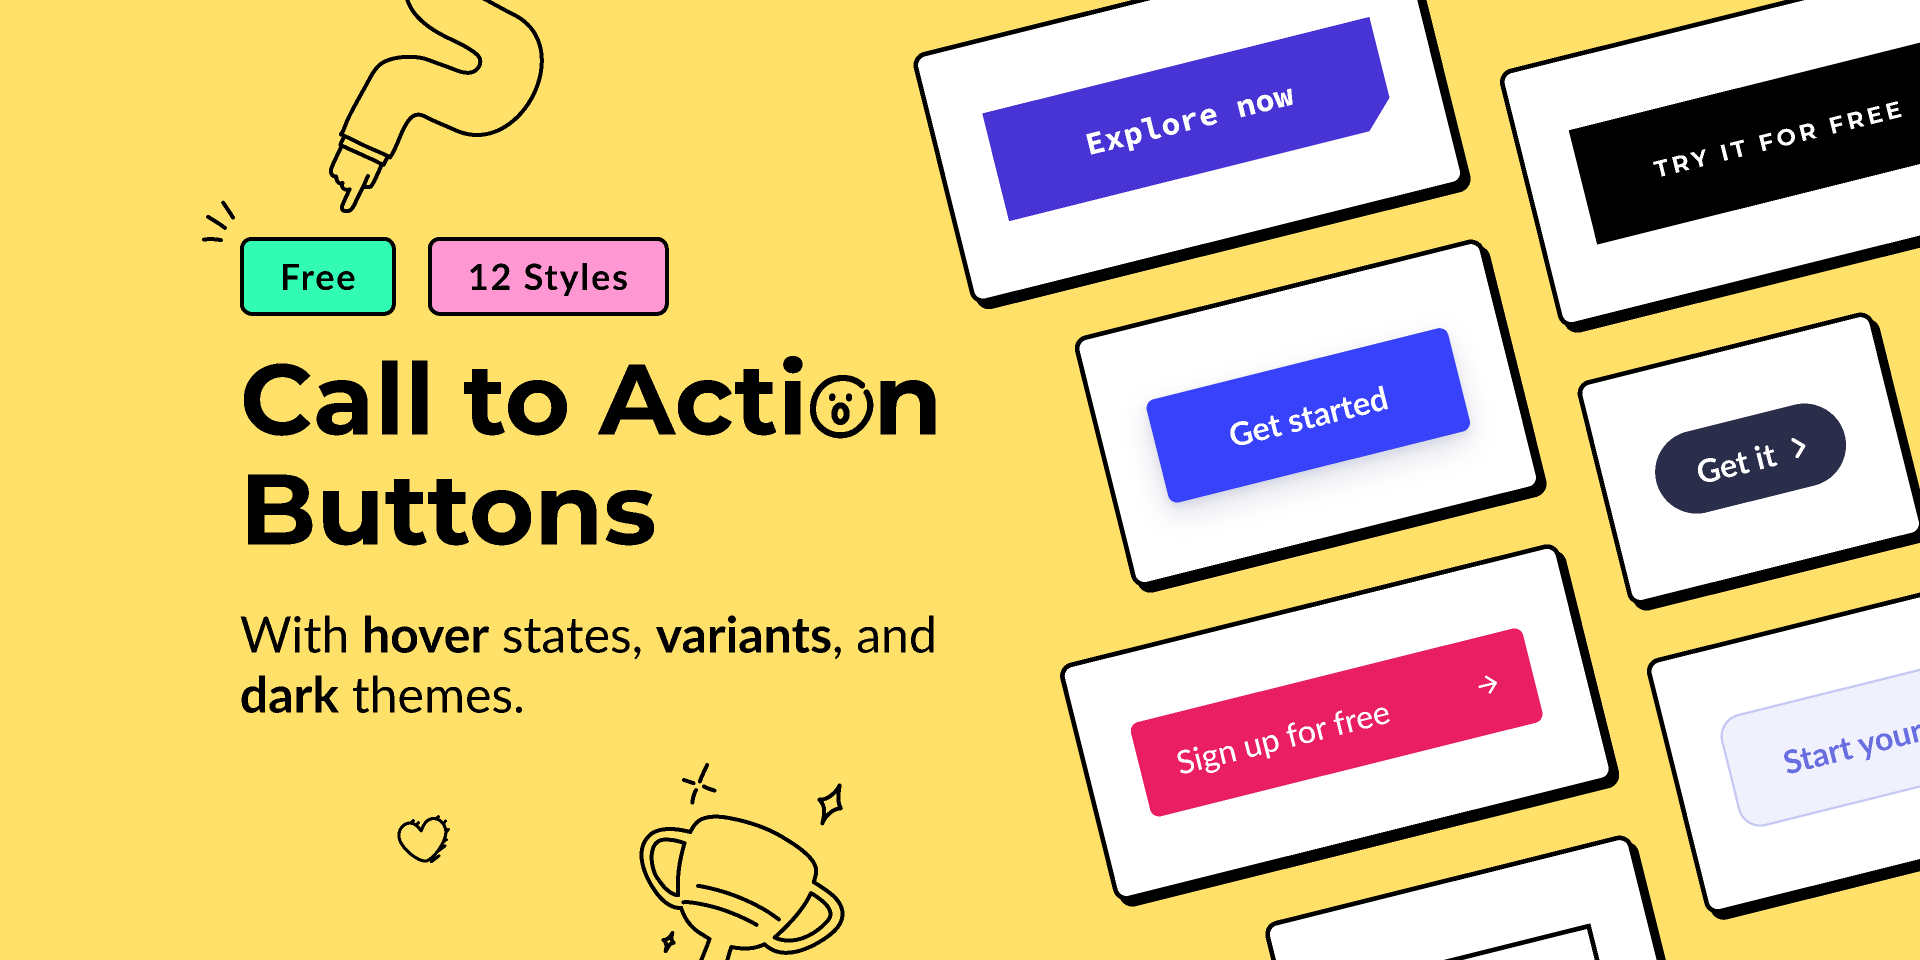 Free
12 Styles
Call to Action
Buttons
With hover states, variants, and
dark themes.
Explore now
TRY IT FOR FREE
Get started
Get it
Sign up for free
Start your